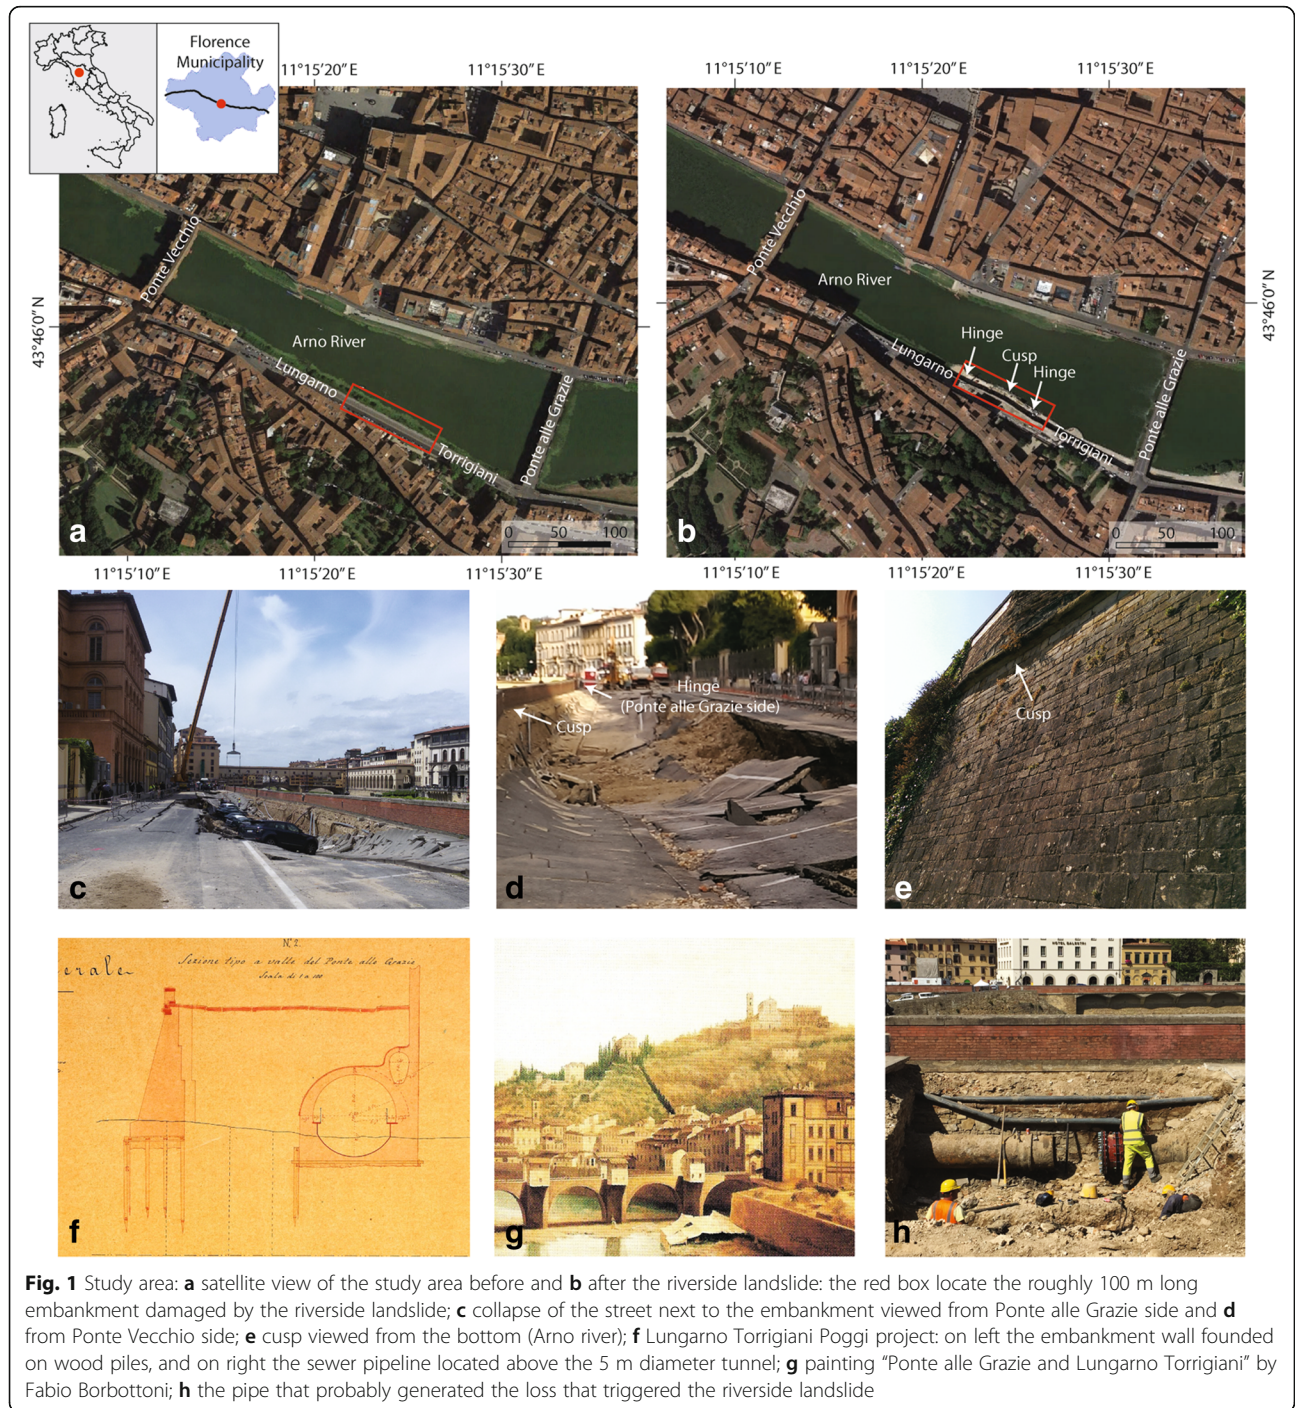 Florence
Municipality
11°15'20" E
11°15'30" E
11°15'10" E
11°15'20" E
11°15'30" E
43°46'0" N
43°46'0" N
Ponte Vecchio
Arno River
Lungarno
Torrigiani
Ponte alle Grazie
a
0 50 100
Ponte Vecchio
Arno River
Hinge
Cusp
Hinge
Lungarno
Torrigiani
Ponte alle Grazie
b
0 50 100
11°15'10" E
11°15'20" E
11°15'30" E
11°15'10" E
11°15'20" E
11°15'30" E
c
Hinge
(Ponte alle Grazie side)
Cusp
d
Cusp
e
N.° 2.
erale
Sezione tipo a valle del Ponte alle Grazie
Scala di 1 a 100
f
g
HOTEL BALESTRI
h
Fig. 1 Study area: a satellite view of the study area before and b after the riverside landslide: the red box locate the roughly 100 m long
embankment damaged by the riverside landslide; c collapse of the street next to the embankment viewed from Ponte alle Grazie side and d
from Ponte Vecchio side; e cusp viewed from the bottom (Arno river); f Lungarno Torrigiani Poggi project: on left the embankment wall founded
on wood piles, and on right the sewer pipeline located above the 5 m diameter tunnel; g painting “Ponte alle Grazie and Lungarno Torrigiani” by
Fabio Borbottoni; h the pipe that probably generated the loss that triggered the riverside landslide